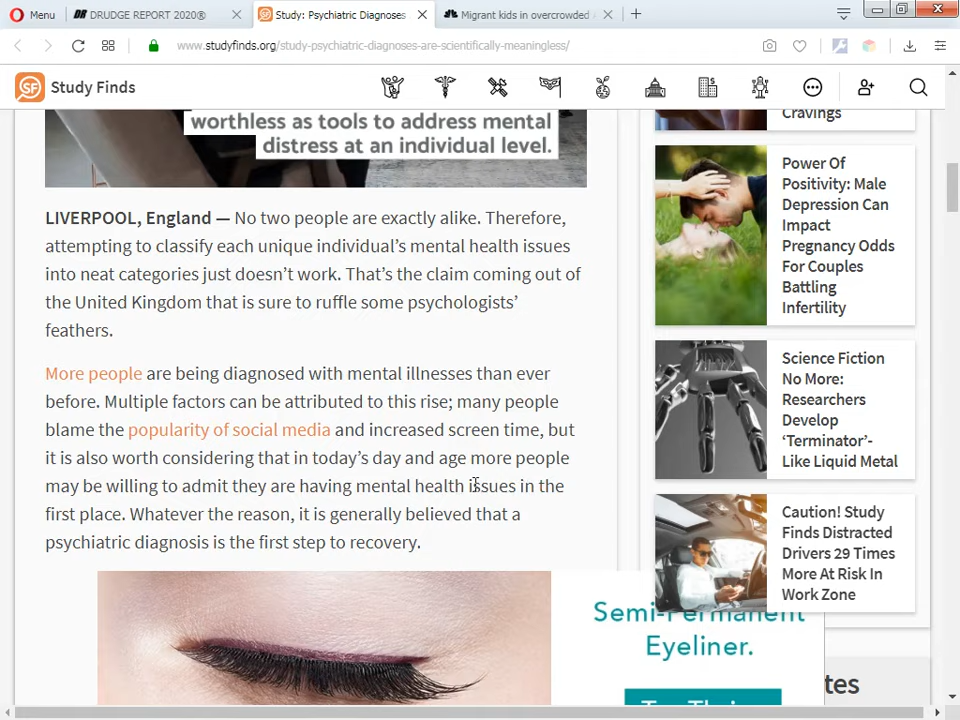 Menu
DRUDGE REPORT 2020®
Study: Psychiatric Diagnoses
Migrant kids in overcrowded
www.studyfinds.org/study-psychiatric-diagnoses-are-scientifically-meaningless/
SF
Study Finds
worthless as tools to address mental
distress at an individual level.
LIVERPOOL, England — No two people are exactly alike. Therefore,
attempting to classify each unique individual’s mental health issues
into neat categories just doesn’t work. That’s the claim coming out of
the United Kingdom that is sure to ruffle some psychologists’
feathers.
More people are being diagnosed with mental illnesses than ever
before. Multiple factors can be attributed to this rise; many people
blame the popularity of social media and increased screen time, but
it is also worth considering that in today’s day and age more people
may be willing to admit they are having mental health issues in the
first place. Whatever the reason, it is generally believed that a
psychiatric diagnosis is the first step to recovery.
Cravings
Power Of
Positivity: Male
Depression Can
Impact
Pregnancy Odds
For Couples
Battling
Infertility
Science Fiction
No More:
Researchers
Develop
‘Terminator’-
Like Liquid Metal
Caution! Study
Finds Distracted
Drivers 29 Times
More At Risk In
Work Zone
Semi-Permanent
Eyeliner.